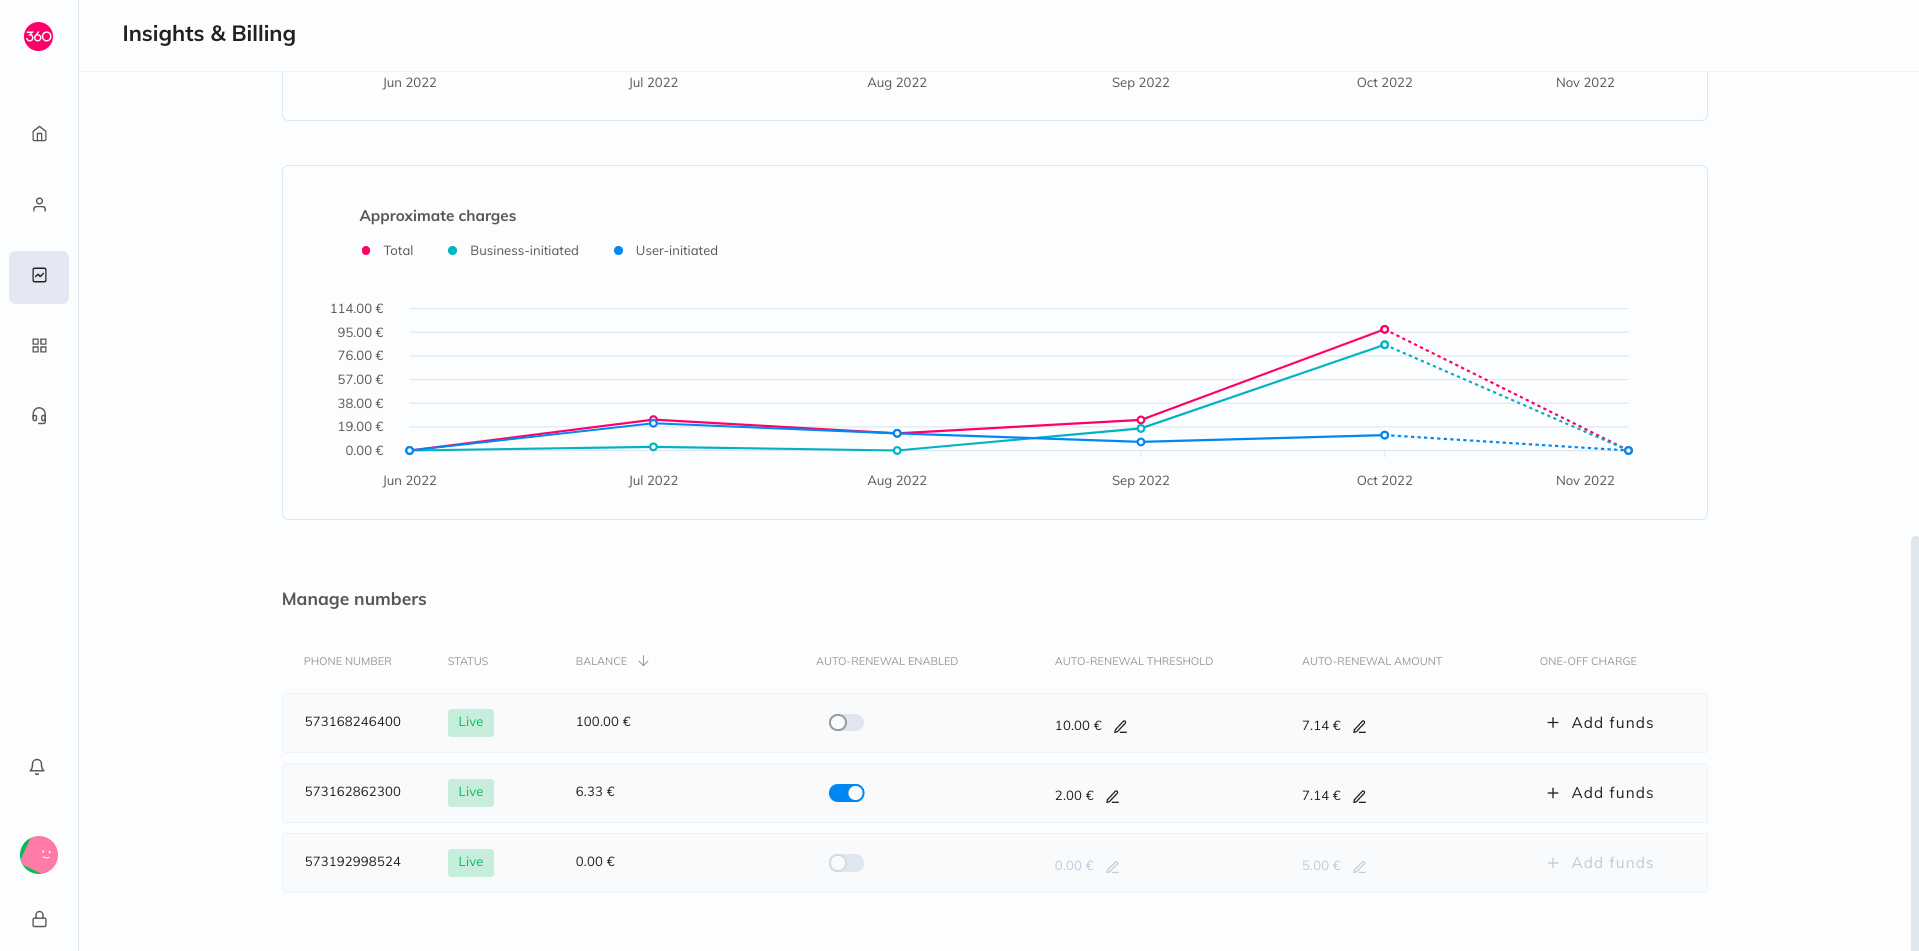 360
Insights & Billing
Jun 2022 Jul 2022 Aug 2022 Sep 2022 Oct 2022 Nov 2022
Approximate charges
Total Business-initiated User-initiated
114.00 €
95.00 €
76.00 €
57.00 €
38.00 €
19.00 €
0.00 €
Jun 2022 Jul 2022 Aug 2022 Sep 2022 Oct 2022 Nov 2022
Manage numbers
PHONE NUMBER STATUS BALANCE AUTO-RENEWAL ENABLED AUTO-RENEWAL THRESHOLD AUTO-RENEWAL AMOUNT ONE-OFF CHARGE
573168246400 Live 100.00 € 10.00 € 7.14 € + Add funds
573162862300 Live 6.33 € 2.00 € 7.14 € + Add funds
573192998524 Live 0.00 € 0.00 € 5.00 € + Add funds